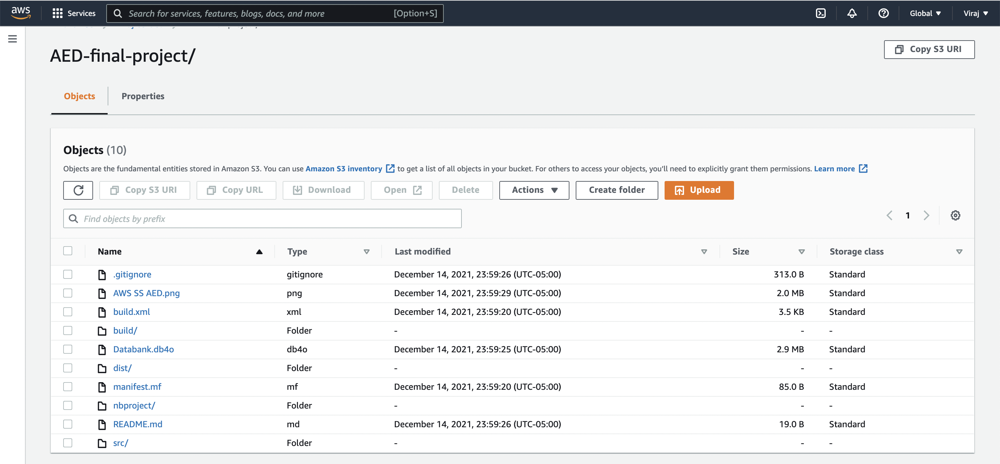 aws Services Search for services, features, blogs, docs, and more [Option+S] Global Viraj
AED-final-project/
Copy S3 URI
Objects Properties
Objects (10)
Objects are the fundamental entities stored in Amazon S3. You can use Amazon S3 inventory to get a list of all objects in your bucket. For others to access your objects, you’ll need to explicitly grant them permissions. Learn more
Copy S3 URI Copy URL Download Open Delete Actions Create folder Upload
Find objects by prefix 1
Name Type Last modified Size Storage class
.gitignore gitignore December 14, 2021, 23:59:26 (UTC-05:00) 313.0 B Standard
AWS SS AED.png png December 14, 2021, 23:59:29 (UTC-05:00) 2.0 MB Standard
build.xml xml December 14, 2021, 23:59:20 (UTC-05:00) 3.5 KB Standard
build/ Folder - - -
Databank.db4o db4o December 14, 2021, 23:59:25 (UTC-05:00) 2.9 MB Standard
dist/ Folder - - -
manifest.mf mf December 14, 2021, 23:59:20 (UTC-05:00) 85.0 B Standard
nbproject/ Folder - - -
README.md md December 14, 2021, 23:59:26 (UTC-05:00) 19.0 B Standard
src/ Folder - - -